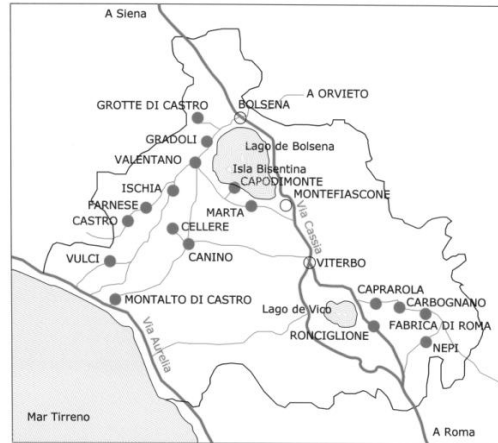 A Siena
A ORVIETO
GROTTE DI CASTRO
BOLSENA
GRADOLI
Lago de Bolsena
VALENTANO
Isla Bisentina
ISCHIA
CAPODIMONTE
FARNESE
MONTEFIASCONE
CASTRO
MARTA
CELLERE
Via Cassia
VULCI
CANINO
VITERBO
CAPRAROLA
MONTALTO DI CASTRO
Lago de Vico
CARBOGNANO
Via Aurelia
FABRICA DI ROMA
RONCIGLIONE
NEPI
Mar Tirreno
A Roma